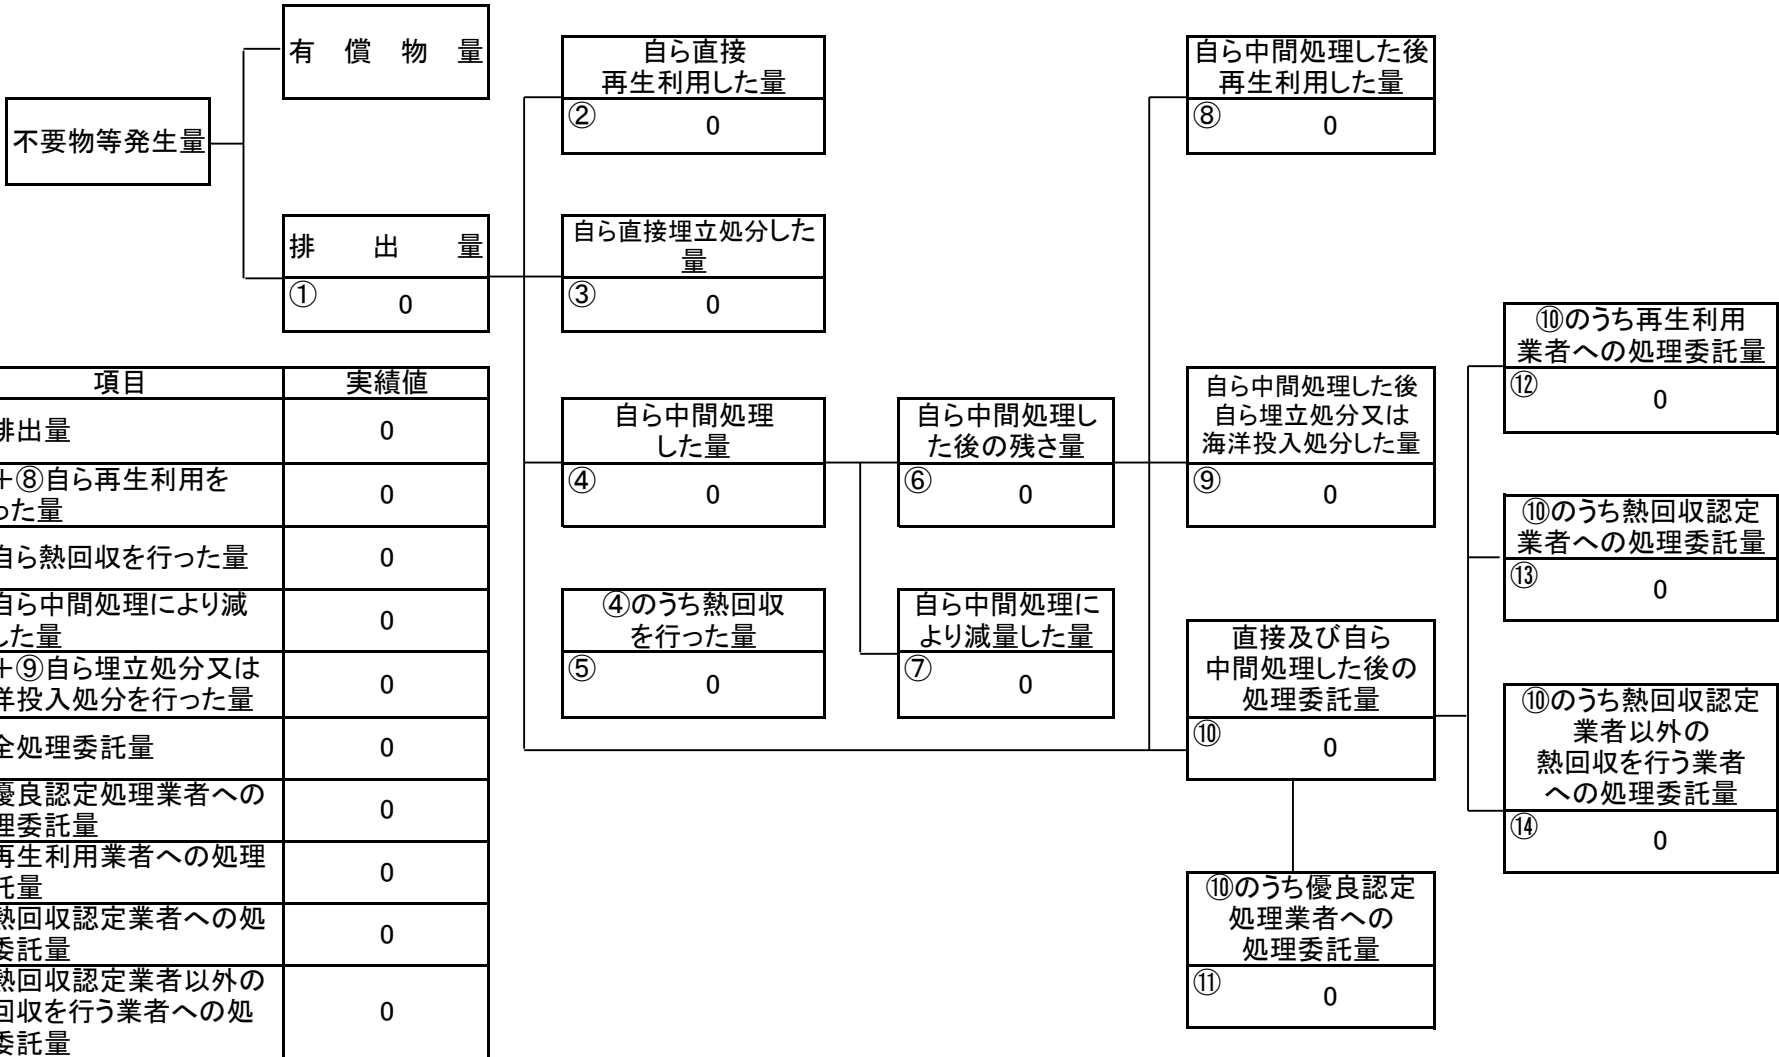 有償物量
不要物等発生量
排出量
①
0
自ら直接
再生利用した量
②
0
自ら直接埋立処分した
量
③
0
自ら中間処理
した量
④
0
④のうち熱回収
を行った量
⑤
0
自ら中間処理し
た後の残さ量
⑥
0
自ら中間処理に
より減量した量
⑦
0
自ら中間処理した後
再生利用した量
⑧
0
自ら中間処理した後
自ら埋立処分又は
海洋投入処分した量
⑨
0
直接及び自ら
中間処理した後の
処理委託量
⑩
0
⑩のうち優良認定
処理業者への
処理委託量
⑪
0
⑩のうち再生利用
業者への処理委託量
⑫
0
⑩のうち熱回収認定
業者への処理委託量
⑬
0
⑩のうち熱回収認定
業者以外の
熱回収を行う業者
への処理委託量
⑭
0
項目 実績値
排出量
0
+⑧自ら再生利用を
った量
0
自ら熱回収を行った量
0
自ら中間処理により減
した量
0
+⑨自ら埋立処分又は
洋投入処分を行った量
0
全処理委託量
0
優良認定処理業者への
理委託量
0
再生利用業者への処理
託量
0
熱回収認定業者への処
委託量
0
熱回収認定業者以外の
回収を行う業者への処
委託量
0